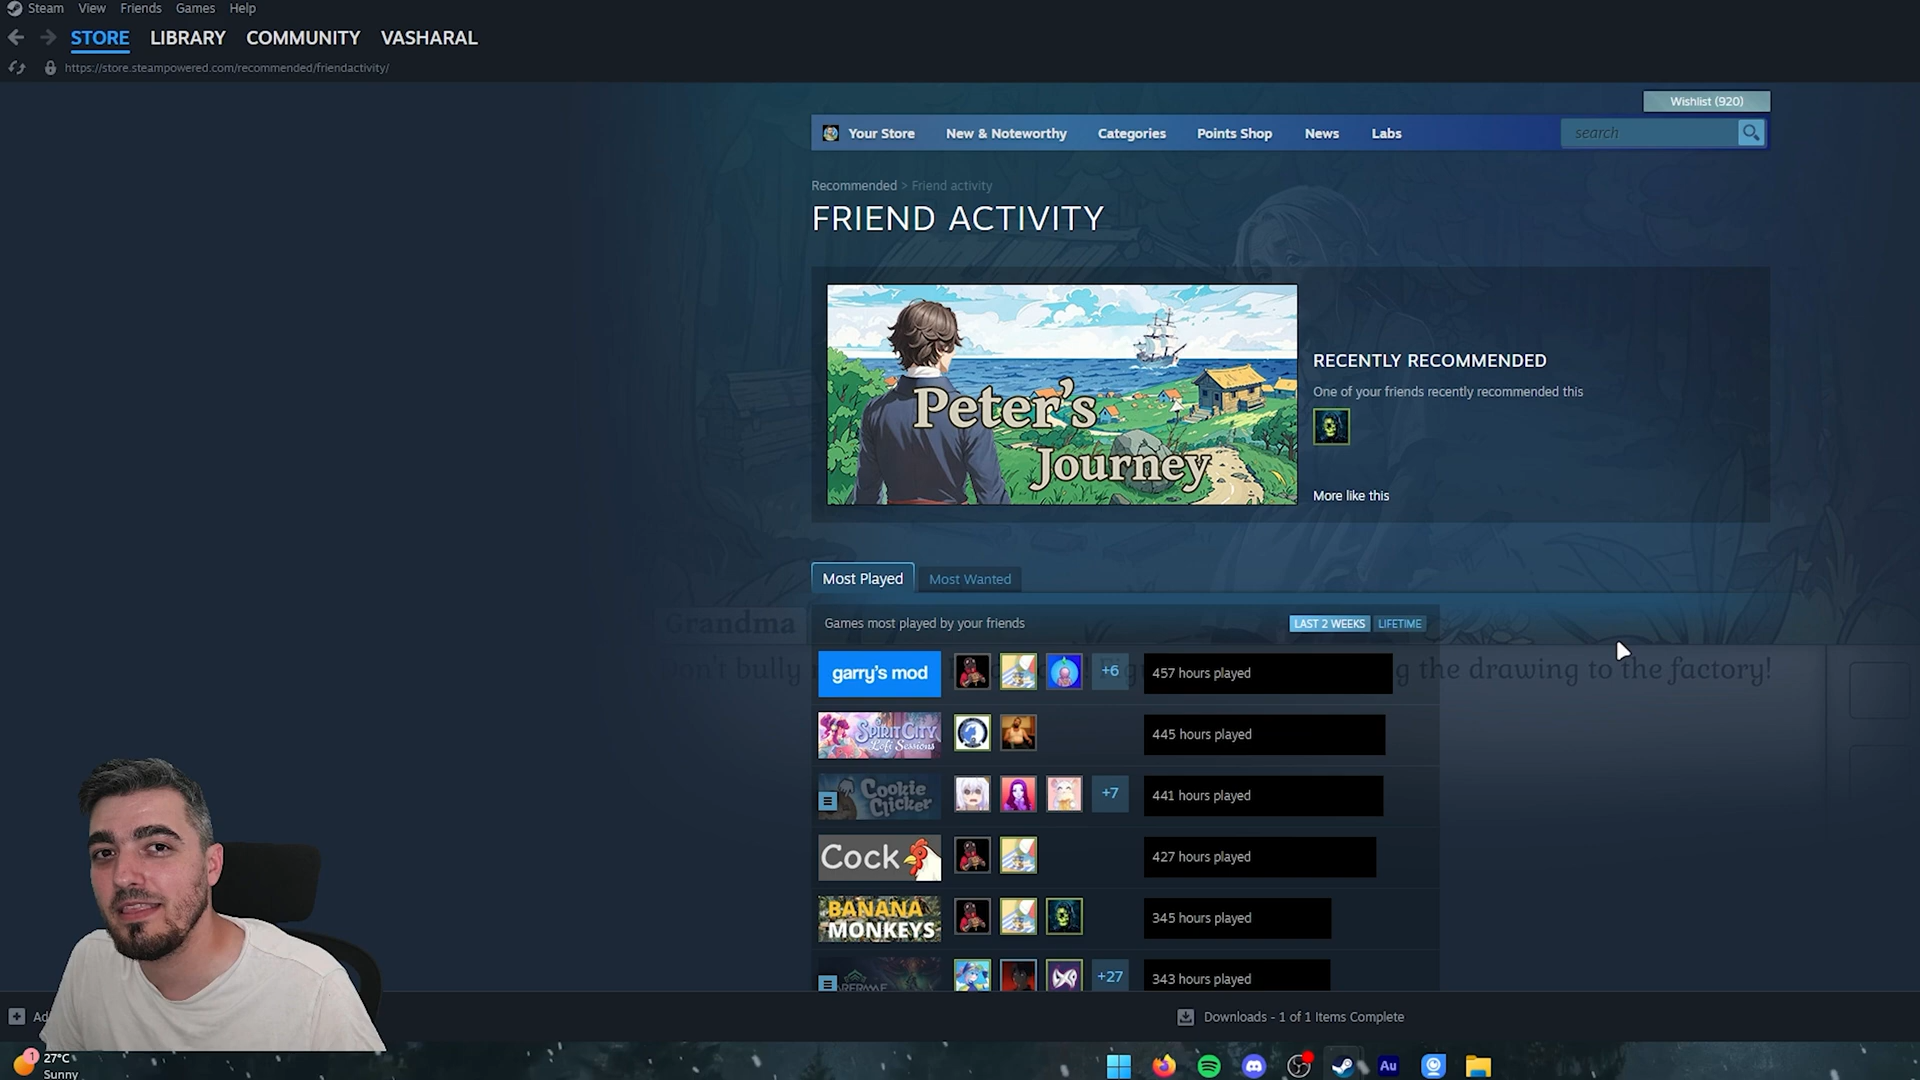 Steam View Friends Games Help
STORE LIBRARY COMMUNITY VASHARAL
https://store.steampowered.com/recommended/friendactivity/
Wishlist (920)
Your Store New & Noteworthy Categories Points Shop News Labs search
Recommended > Friend activity
FRIEND ACTIVITY
Peter's
Journey
RECENTLY RECOMMENDED
One of your friends recently recommended this
More like this
Most Played Most Wanted
Grandma
Games most played by your friends LAST 2 WEEKS LIFETIME
Don't bully
g the drawing to the factory!
garry's mod +6 457 hours played
Spirit City
Lofi Sessions
445 hours played
Cookie
Clicker
+7 441 hours played
Cock 427 hours played
BANANA
MONKEYS
345 hours played
+27 343 hours played
Downloads - 1 of 1 Items Complete
1
27°C
Sunny
Au